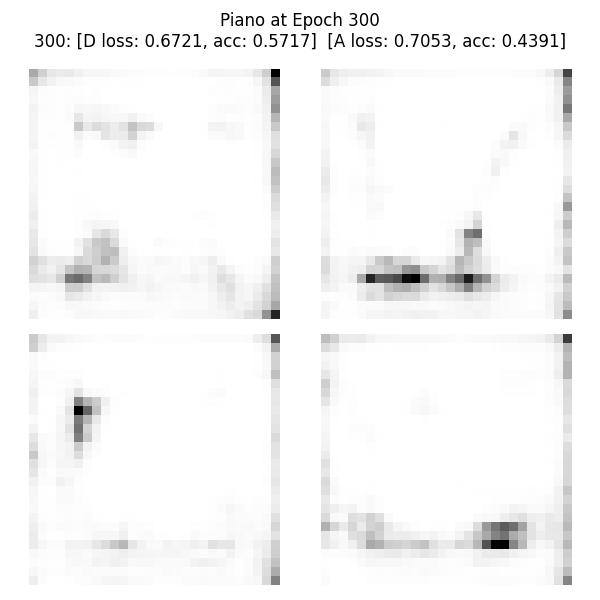 Piano at Epoch 300
300: [D loss: 0.6721, acc: 0.5717]  [A loss: 0.7053, acc: 0.4391]